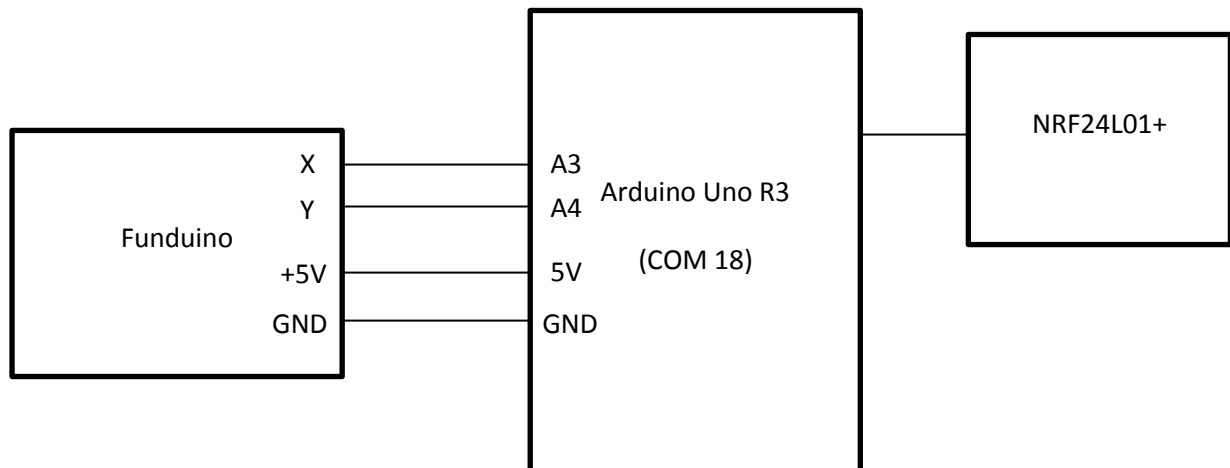 Funduino
X
Y
+5V
GND
A3
A4
5V
GND
Arduino Uno R3
(COM 18)
NRF24L01+